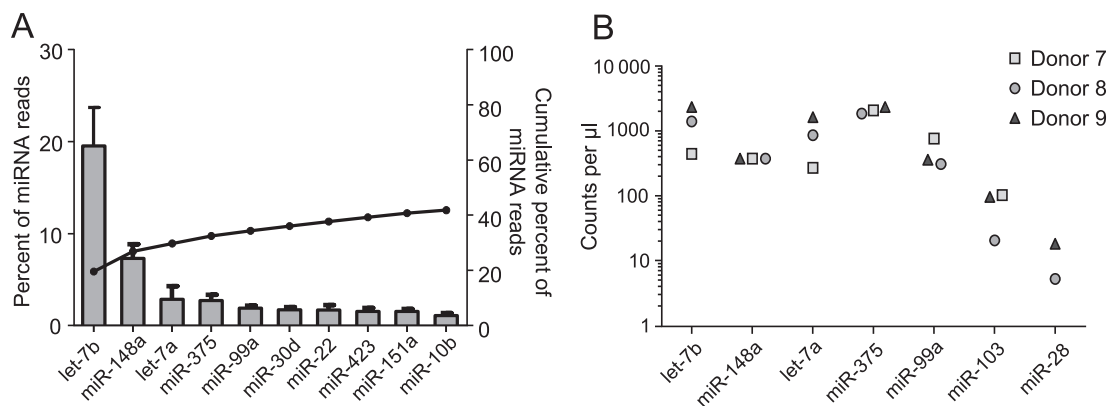 A
Percent of miRNA reads
30
20
10
0
100
80
60
40
20
0
Cumulative percent of
miRNA reads
let-7b
miR-148a
let-7a
miR-375
miR-99a
miR-30d
miR-22
miR-423
miR-151a
miR-10b
B
Donor 7
Donor 8
Donor 9
Counts per µl
10 000
1000
100
10
1
let-7b
miR-148a
let-7a
miR-375
miR-99a
miR-103
miR-28